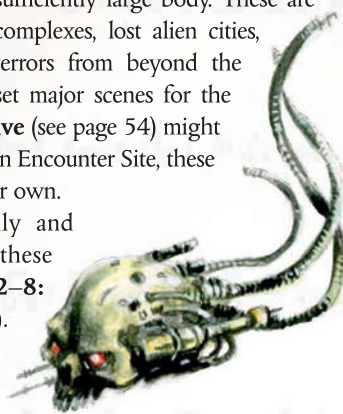 sufficiently large body. These are
complexes, lost alien cities,
errors from beyond the
set major scenes for the
ve (see page 54) might
n Encounter Site, these
r own.
ly and
these
2–8:
).